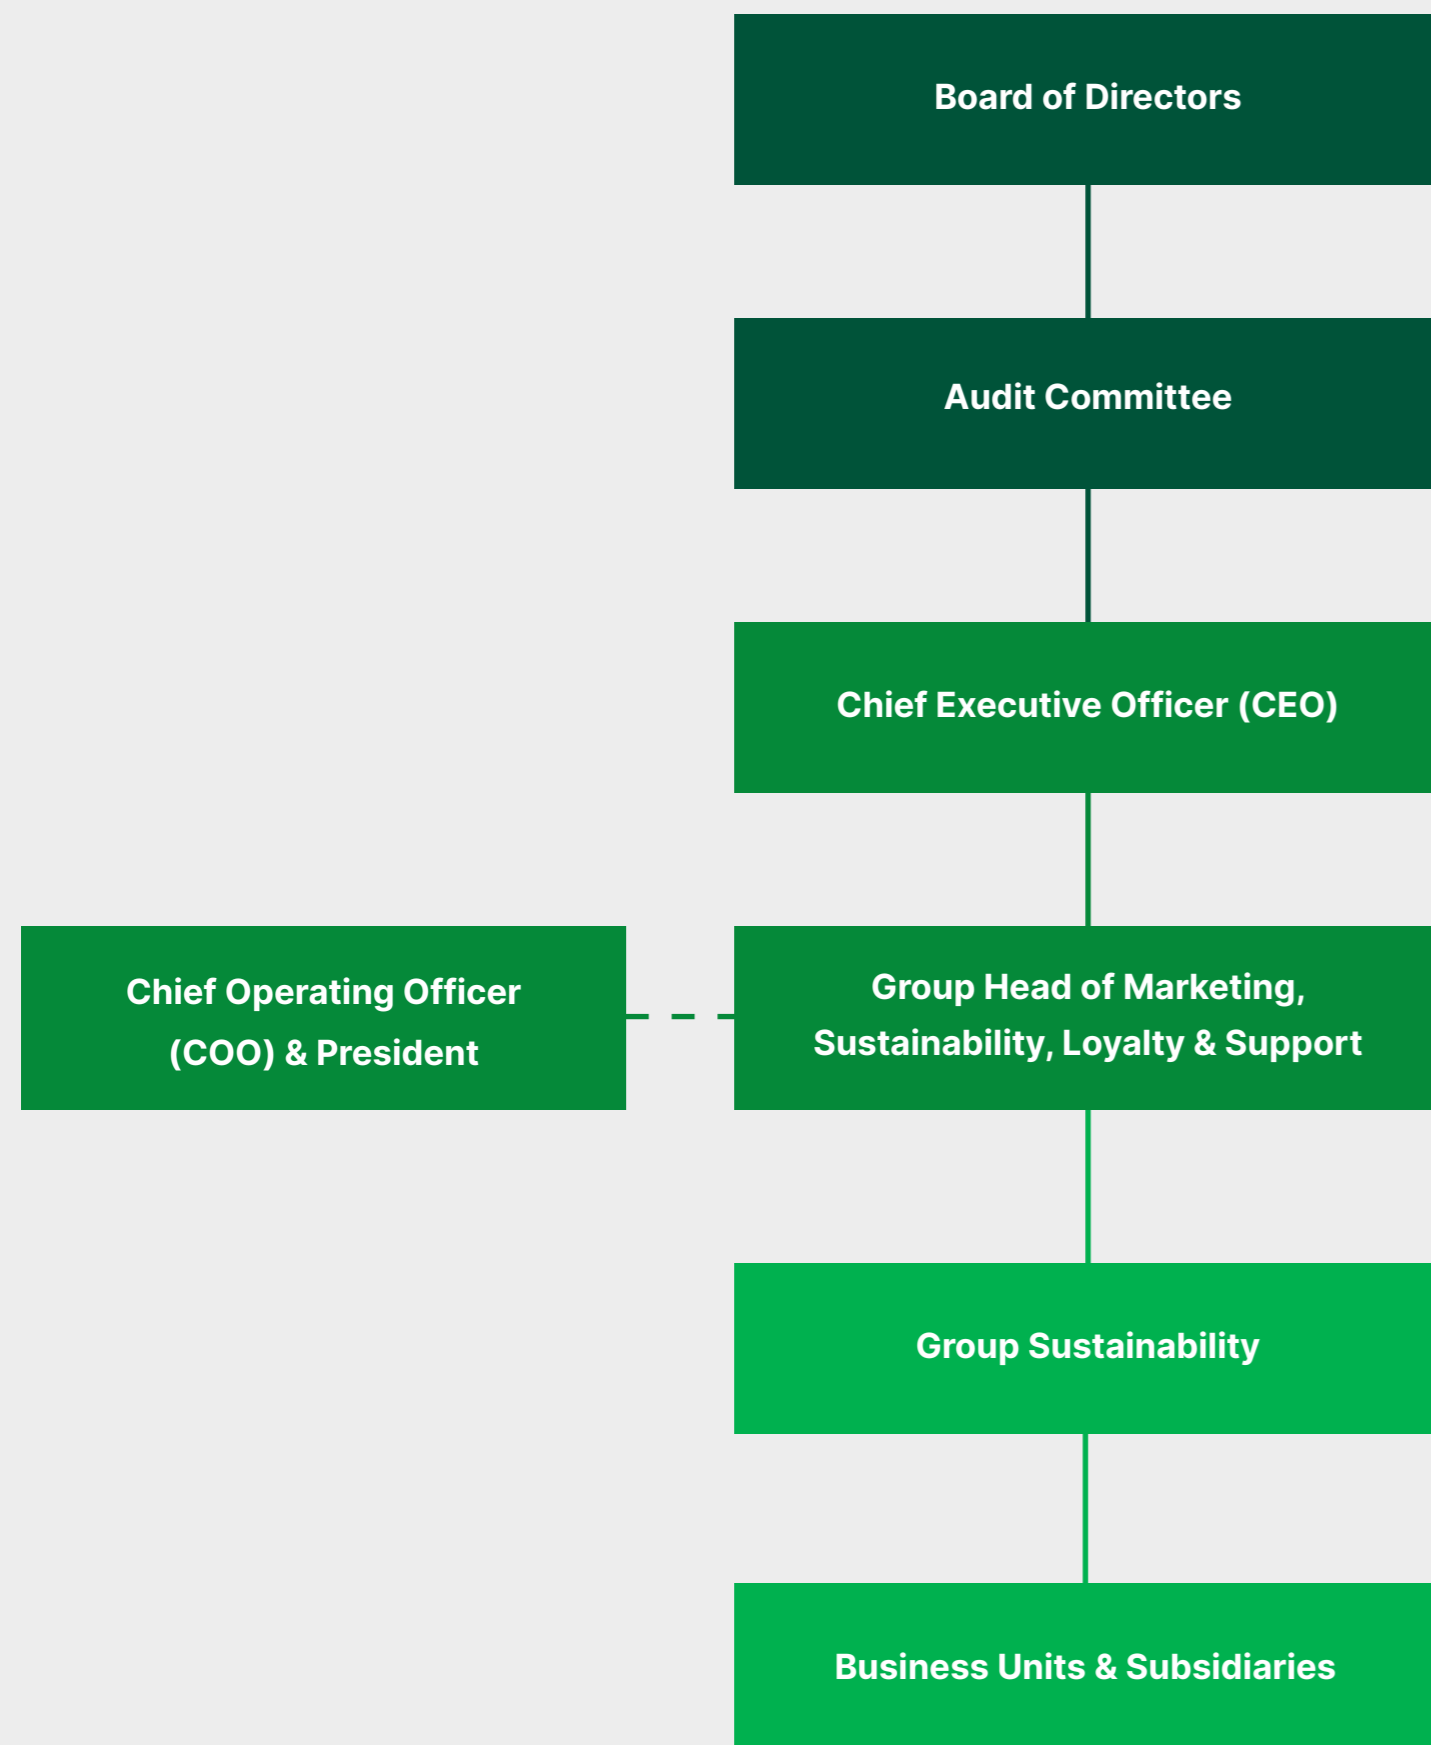 Board of Directors
Audit Committee
Chief Executive Officer (CEO)
Chief Operating Officer
(COO) & President
Group Head of Marketing,
Sustainability, Loyalty & Support
Group Sustainability
Business Units & Subsidiaries